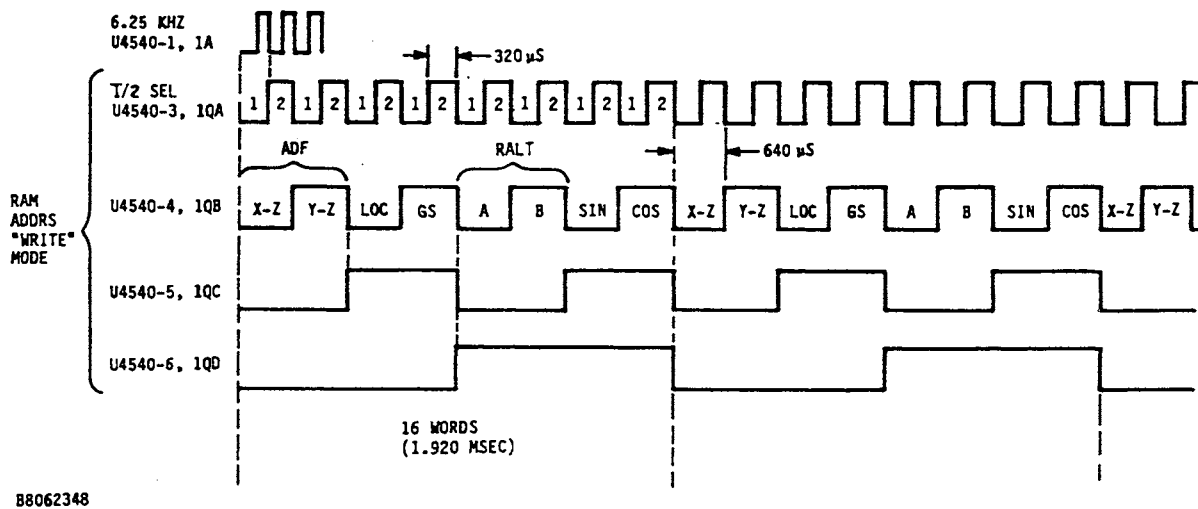 6.25 KHZ
U4540-1, 1A
320 µS
T/2 SEL
U4540-3, 1QA
1 2 1 2 1 2 1 2 1 2 1 2 1 2 1 2
ADF
RALT
640 µS
U4540-4, 1QB
X-Z Y-Z LOC GS A B SIN COS X-Z Y-Z LOC GS A B SIN COS X-Z Y-Z
RAM
ADDRS
"WRITE"
MODE
U4540-5, 1QC
U4540-6, 1QD
16 WORDS
(1.920 MSEC)
B8062348